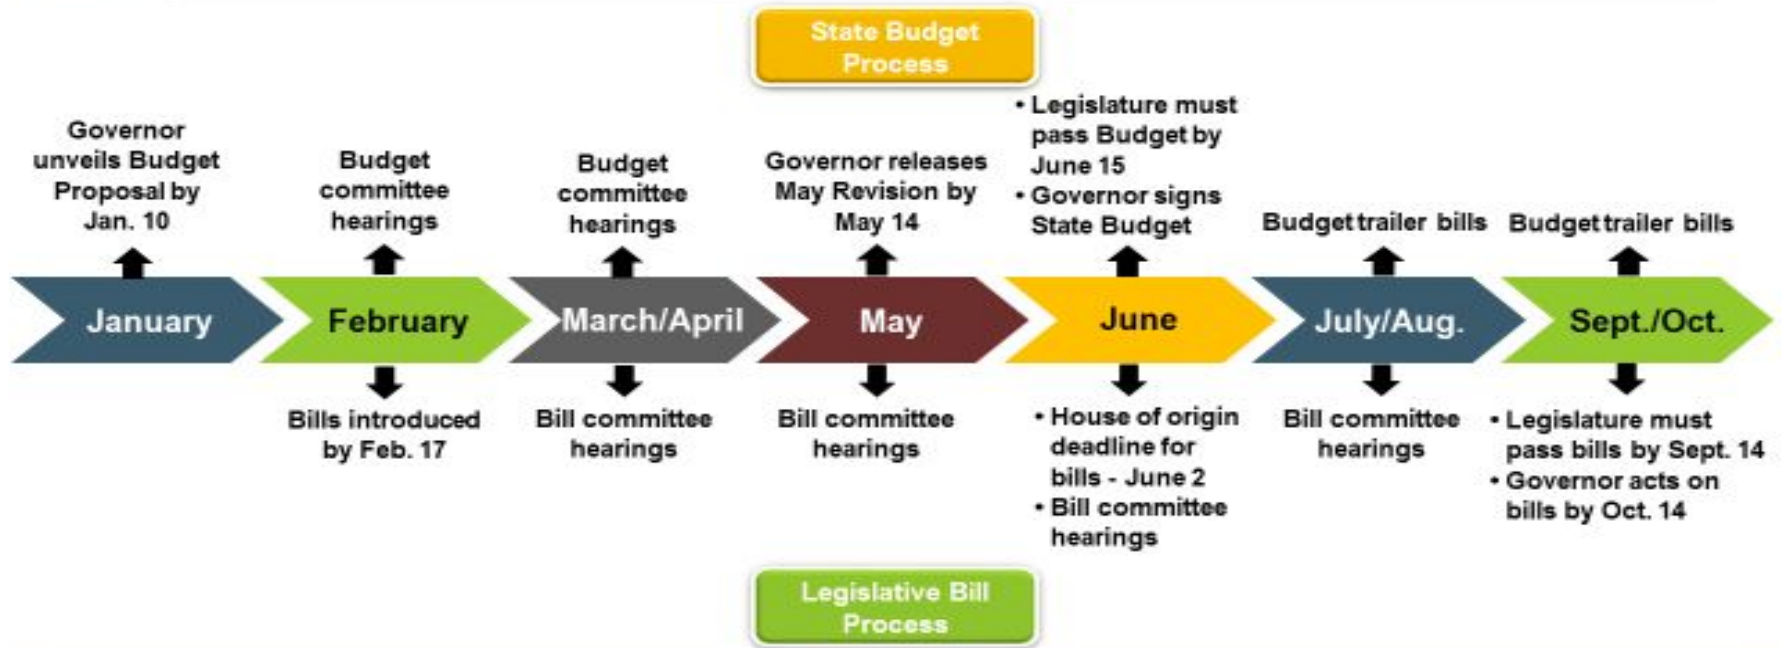 State Budget
Process
Governor
unveils Budget
Proposal by
Jan. 10
Budget
committee
hearings
Budget
committee
hearings
Governor releases
May Revision by
May 14
• Legislature must
pass Budget by
June 15
• Governor signs
State Budget
Budget trailer bills
Budget trailer bills
January
February
March/April
May
June
July/Aug.
Sept./Oct.
Bills introduced
by Feb. 17
Bill committee
hearings
Bill committee
hearings
• House of origin
deadline for
bills - June 2
• Bill committee
hearings
Bill committee
hearings
• Legislature must
pass bills by Sept. 14
• Governor acts on
bills by Oct. 14
Legislative Bill
Process